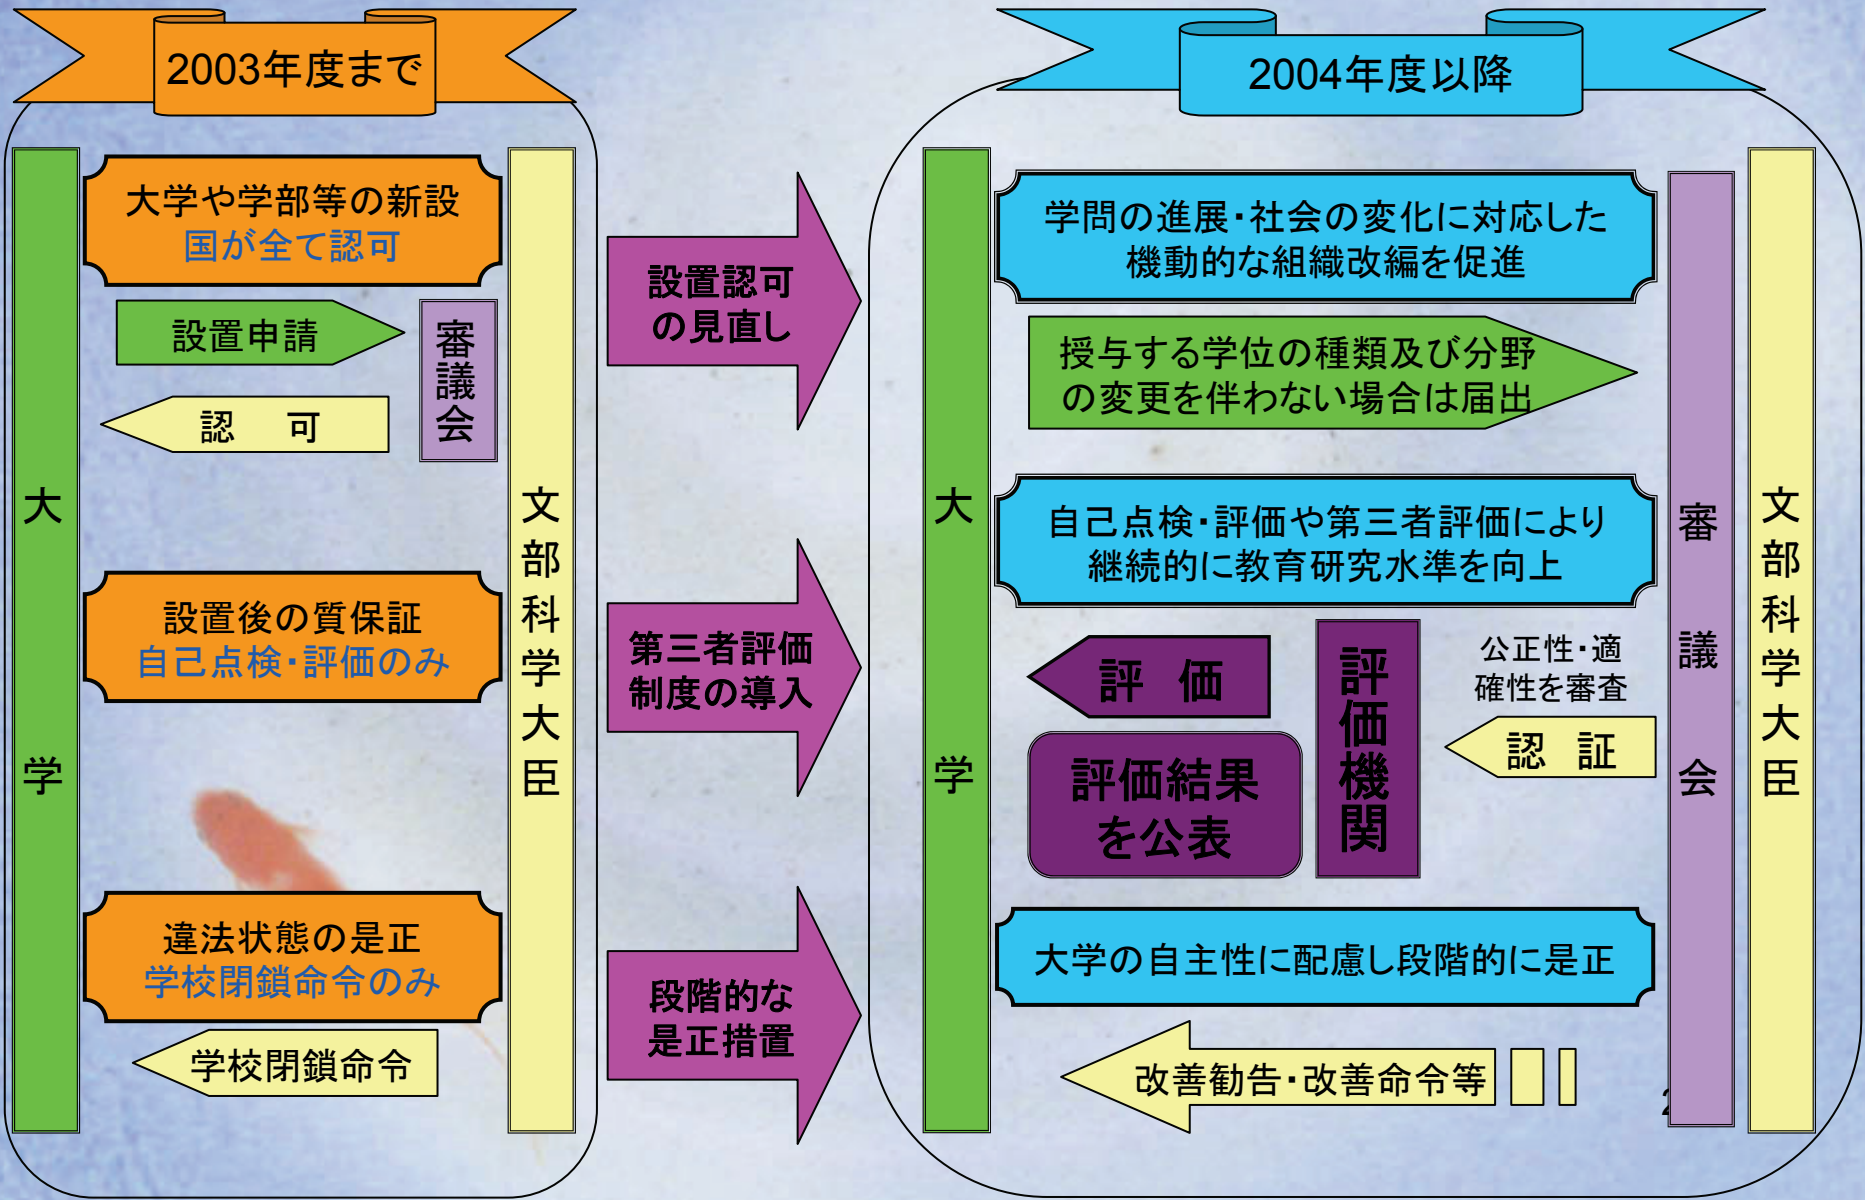 2003年度まで
大学
大学や学部等の新設
国が全て認可
設置申請
認　可
審議会
設置後の質保証
自己点検・評価のみ
違法状態の是正
学校閉鎖命令のみ
学校閉鎖命令
文部科学大臣
設置認可
の見直し
第三者評価
制度の導入
段階的な
是正措置
2004年度以降
大学
学問の進展・社会の変化に対応した
機動的な組織改編を促進
授与する学位の種類及び分野
の変更を伴わない場合は届出
自己点検・評価や第三者評価により
継続的に教育研究水準を向上
評　価
評価結果
を公表
評価機関
公正性・適
確性を審査
認　証
大学の自主性に配慮し段階的に是正
改善勧告・改善命令等
審議会
文部科学大臣